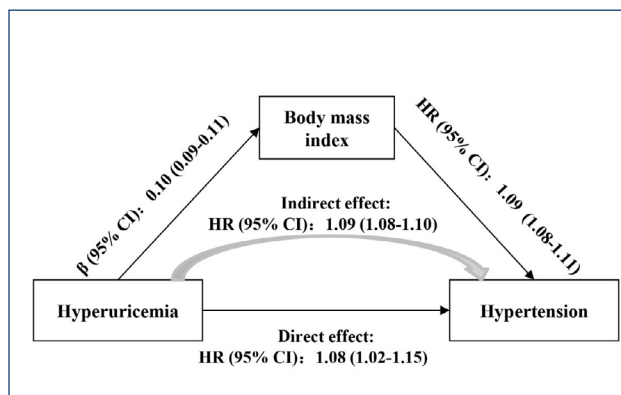 Body mass
index
β (95% CI)：0.10 (0.09-0.11)
HR (95% CI)：1.09 (1.08-1.11)
Indirect effect:
HR (95% CI)：1.09 (1.08-1.10)
Hyperuricemia
Hypertension
Direct effect:
HR (95% CI)：1.08 (1.02-1.15)